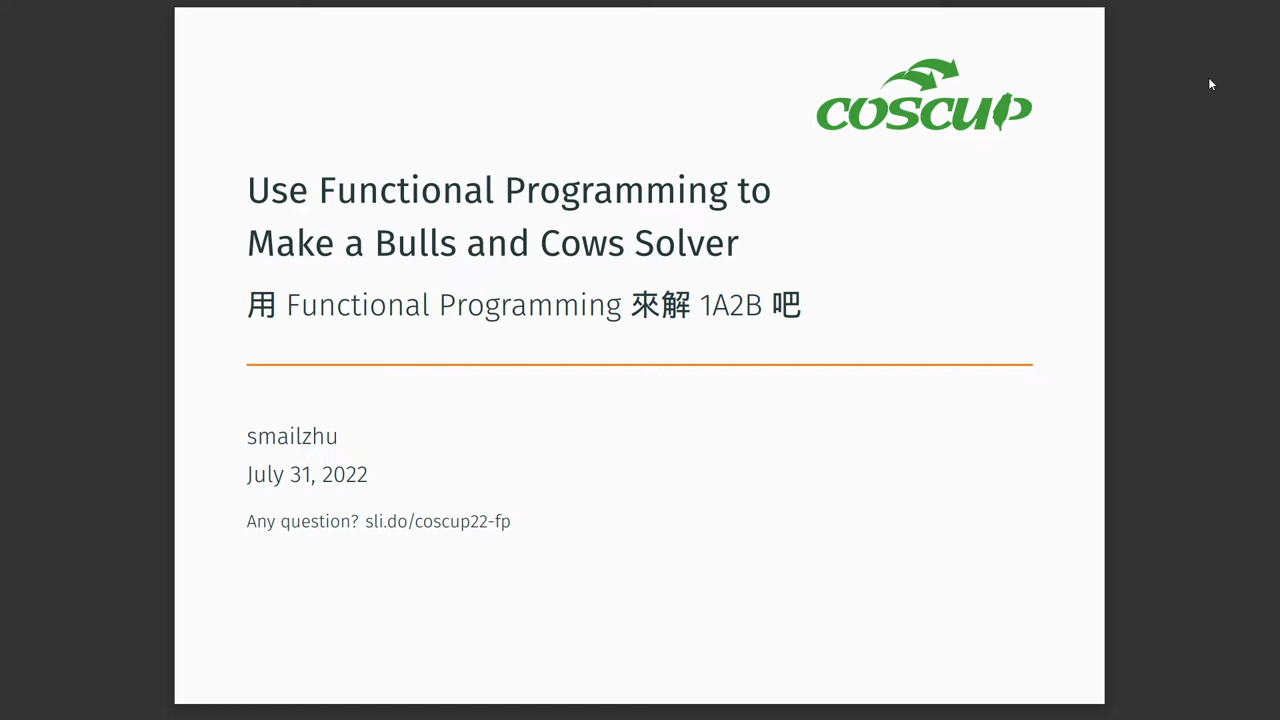 coscup
Use Functional Programming to
Make a Bulls and Cows Solver
用 Functional Programming 來解 1A2B 吧
smailzhu
July 31, 2022
Any question? sli.do/coscup22-fp